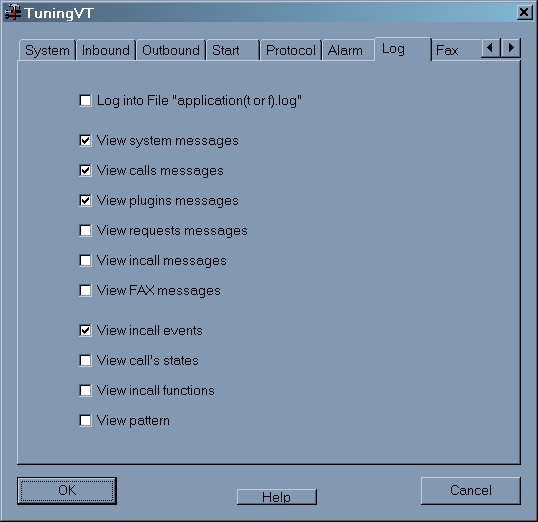 TuningVT
System Inbound Outbound Start Protocol Alarm Log Fax
Log into File "application(t or f).log"
View system messages
View calls messages
View plugins messages
View requests messages
View incall messages
View FAX messages
View incall events
View call's states
View incall functions
View pattern
OK Help Cancel